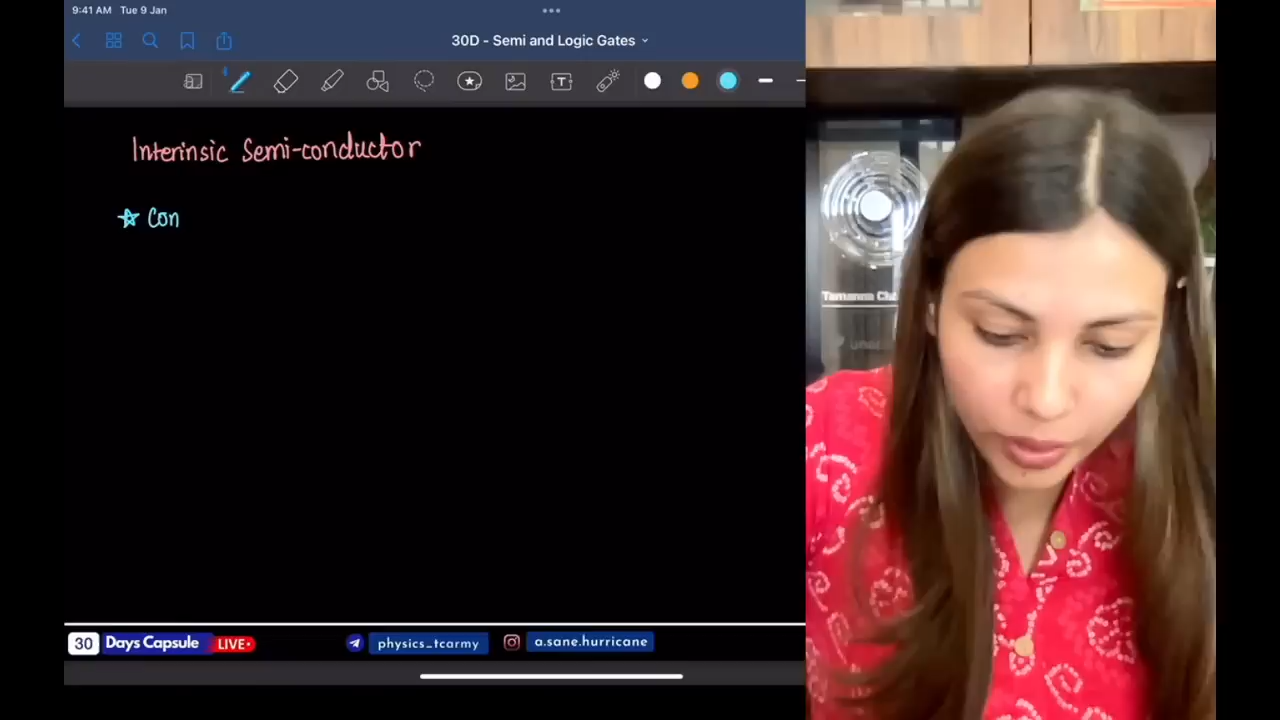 9:41 AM Tue 9 Jan
30D - Semi and Logic Gates
T
Interinsic Semi-conductor
☆ Con
30 Days Capsule LIVE
physics_tcarmy
a.sane.hurricane